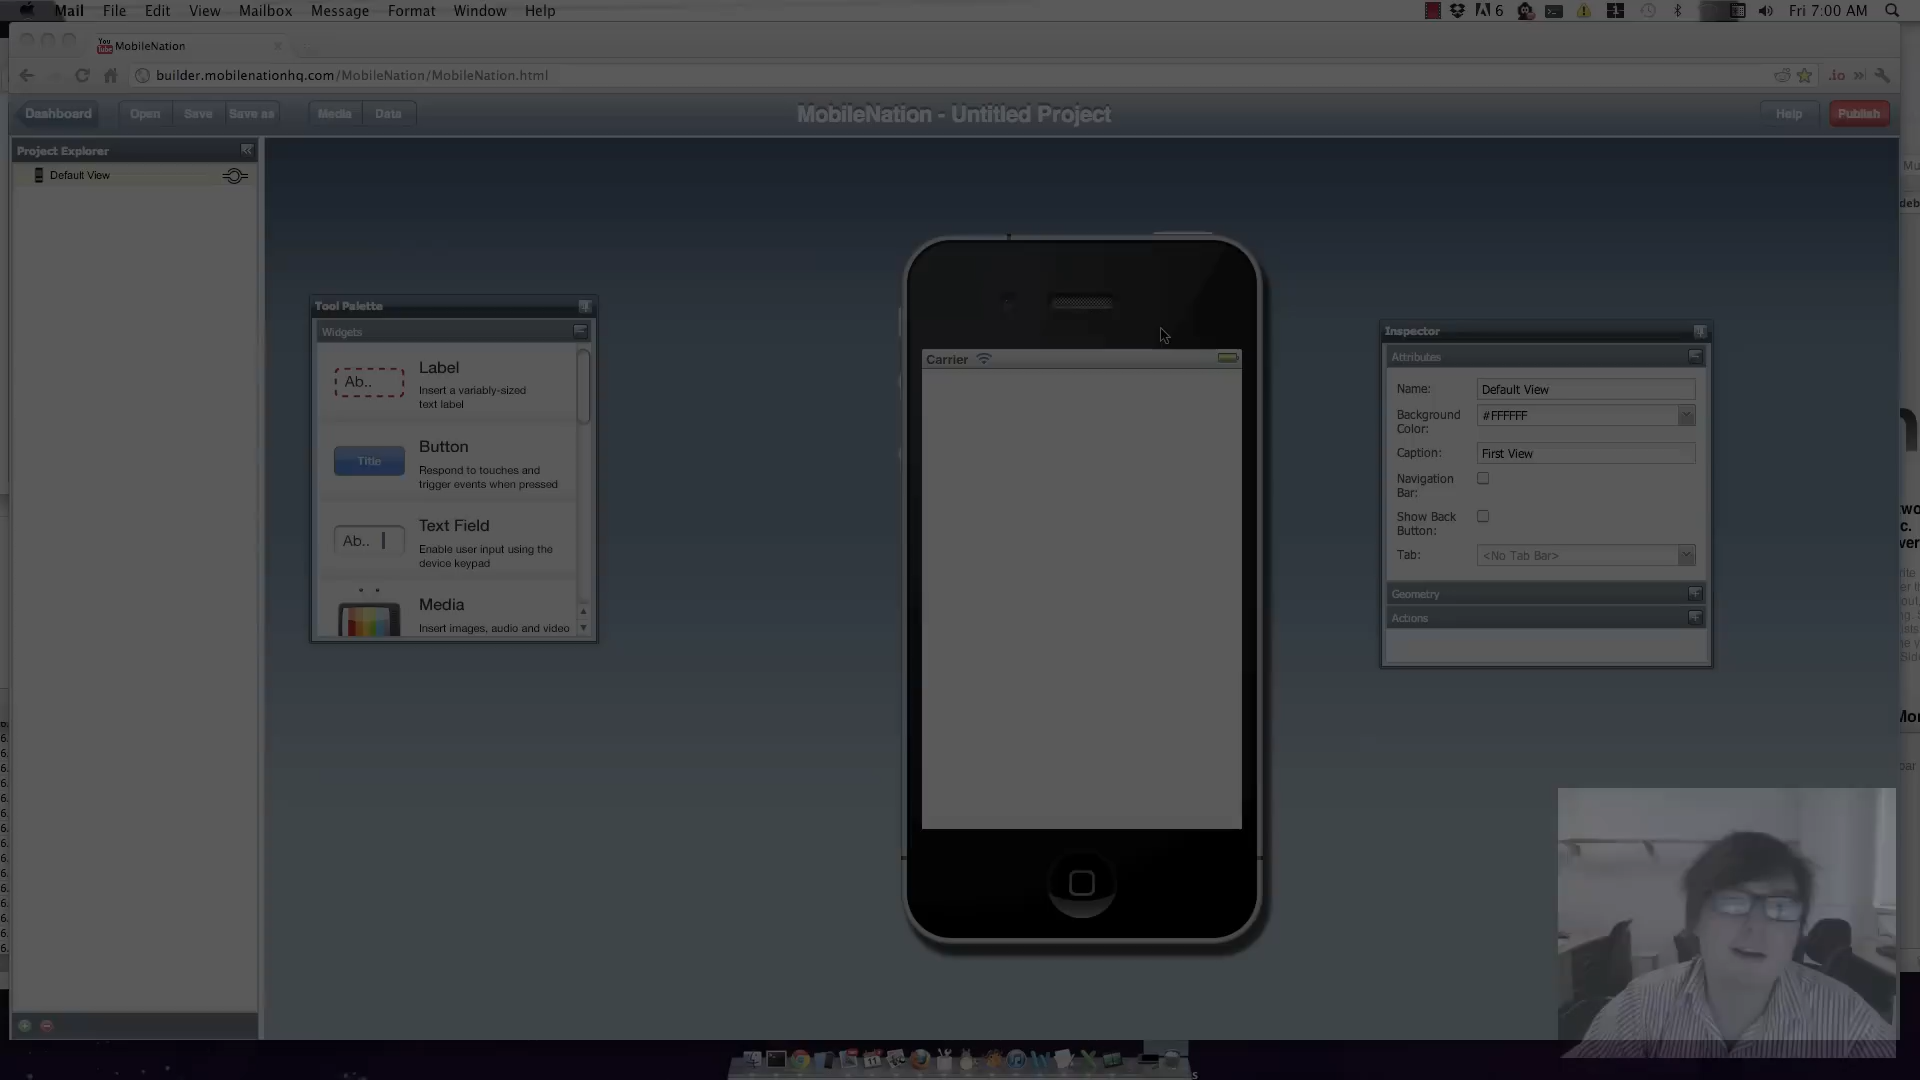 Mail File Edit View Mailbox Message Format Window Help
6
1
Fri 7:00 AM
You Tube MobileNation
builder.mobilenationhq.com/MobileNation/MobileNation.html
.io
Dashboard Open Save Save as Media Data
MobileNation - Untitled Project
Help Publish
Project Explorer
Default View
Tool Palette
Widgets
Ab..
Label
Insert a variably-sized
text label
Title
Button
Respond to touches and
trigger events when pressed
Ab..
Text Field
Enable user input using the
device keypad
Media
Insert images, audio and video
Carrier
Inspector
Attributes
Name: Default View
Background
Color: #FFFFFF
Caption: First View
Navigation
Bar:
Show Back
Button:
Tab: <No Tab Bar>
Geometry
Actions